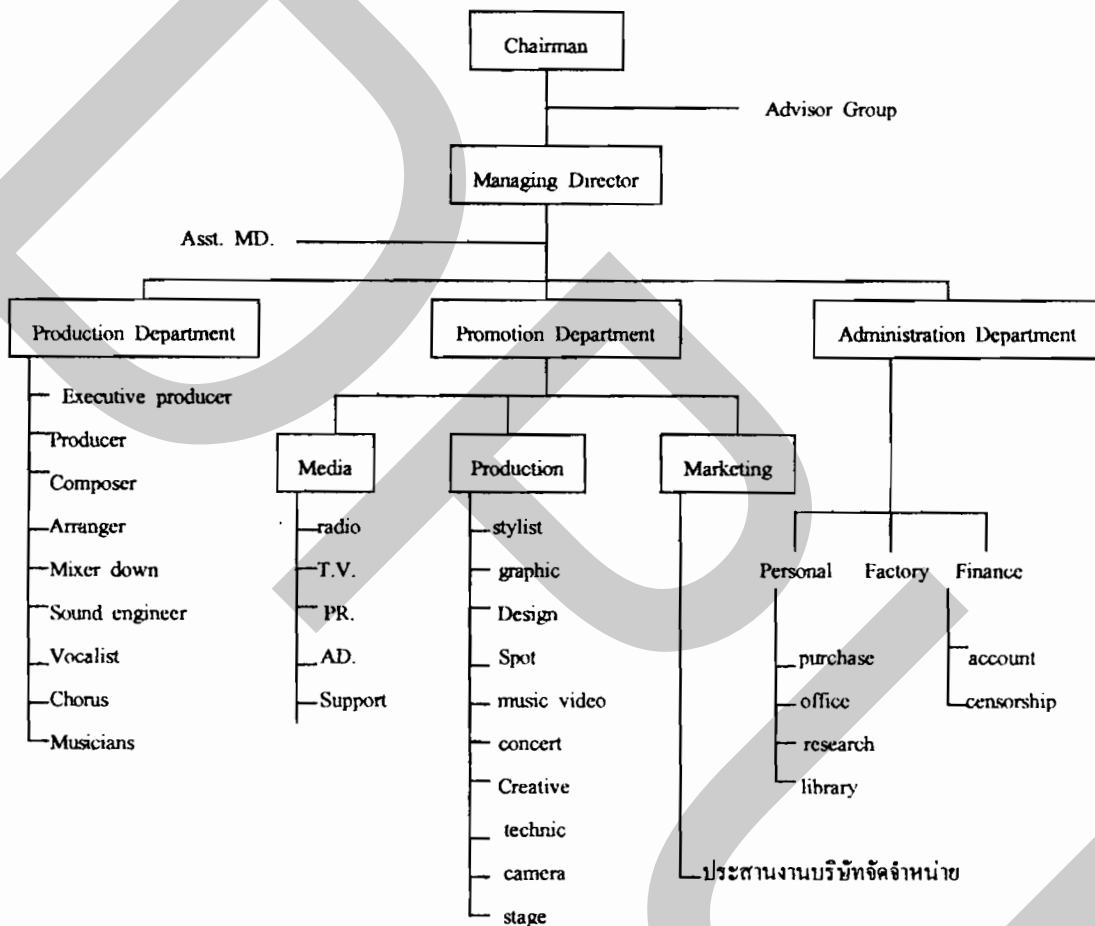 Chairman
Advisor Group
Managing Director
Asst. MD.
Production Department
Executive producer
Producer
Composer
Arranger
Mixer down
Sound engineer
Vocalist
Chorus
Musicians
Promotion Department
Media
radio
T.V.
PR.
AD.
Support
Production
stylist
graphic
Design
Spot
music video
concert
Creative
technic
camera
stage
Marketing
ประสานงานบริษัทจัดจำหน่าย
Administration Department
Personal
purchase
office
research
library
Factory
Finance
account
censorship